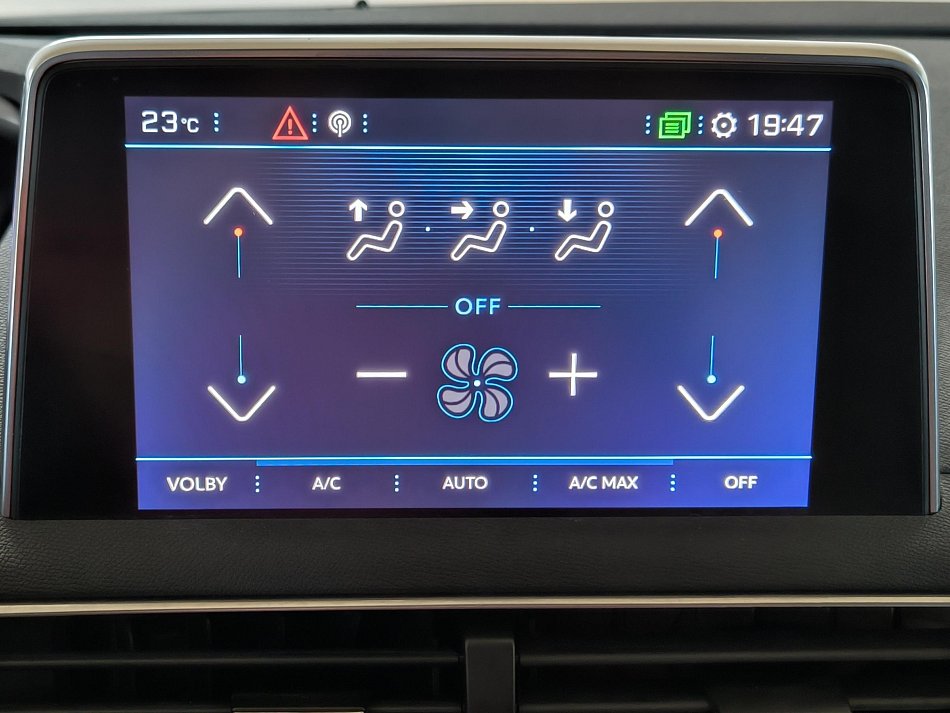 23°C 19:47
OFF
VOLBY A/C AUTO A/C MAX OFF